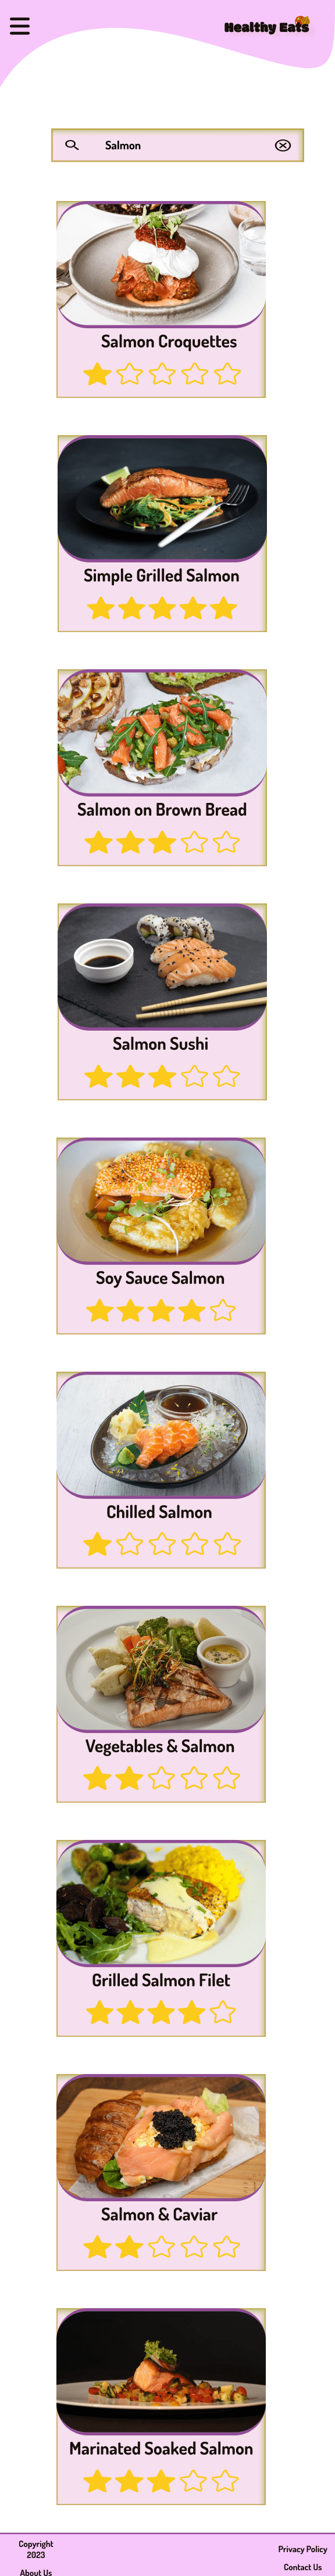 Healthy Eats
Salmon
Salmon Croquettes
Simple Grilled Salmon
Salmon on Brown Bread
Salmon Sushi
Soy Sauce Salmon
Chilled Salmon
Vegetables & Salmon
Grilled Salmon Filet
Salmon & Caviar
Marinated Soaked Salmon
Copyright
2023
About Us
Privacy Policy
Contact Us